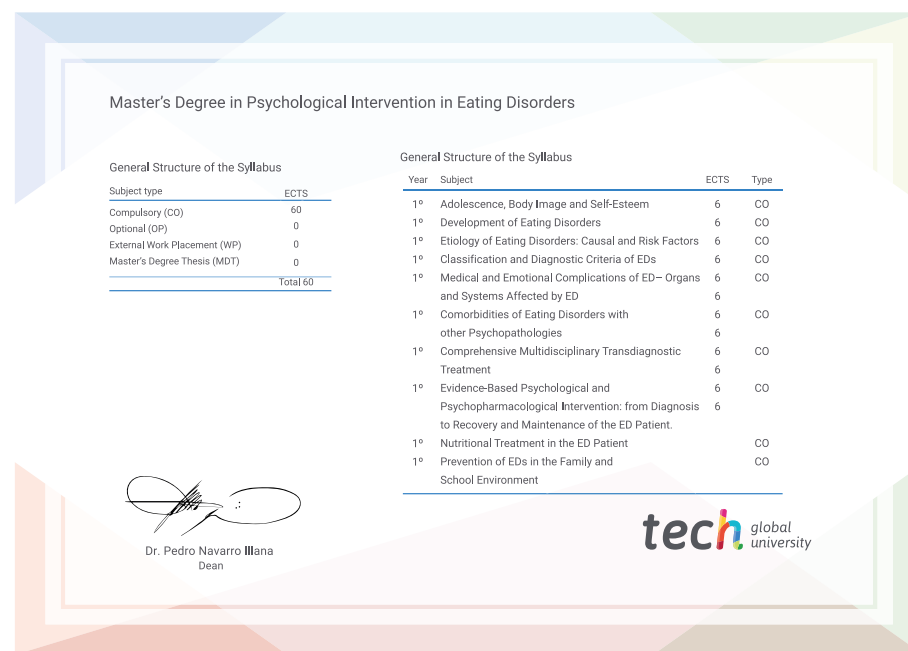 Master's Degree in Psychological Intervention in Eating Disorders
General Structure of the Syllabus
Subject type ECTS
Compulsory (CO) 60
Optional (OP) 0
External Work Placement (WP) 0
Master's Degree Thesis (MDT) 0
Total 60
General Structure of the Syllabus
Year Subject ECTS Type
1º Adolescence, Body Image and Self-Esteem 6 CO
1º Development of Eating Disorders 6 CO
1º Etiology of Eating Disorders: Causal and Risk Factors 6 CO
1º Classification and Diagnostic Criteria of EDs 6 CO
1º Medical and Emotional Complications of ED– Organs 6 CO
and Systems Affected by ED 6
1º Comorbidities of Eating Disorders with 6 CO
other Psychopathologies 6
1º Comprehensive Multidisciplinary Transdiagnostic 6 CO
Treatment 6
1º Evidence-Based Psychological and 6 CO
Psychopharmacological Intervention: from Diagnosis 6
to Recovery and Maintenance of the ED Patient.
1º Nutritional Treatment in the ED Patient CO
1º Prevention of EDs in the Family and CO
School Environment
Dr. Pedro Navarro Illana
Dean
tech global
university